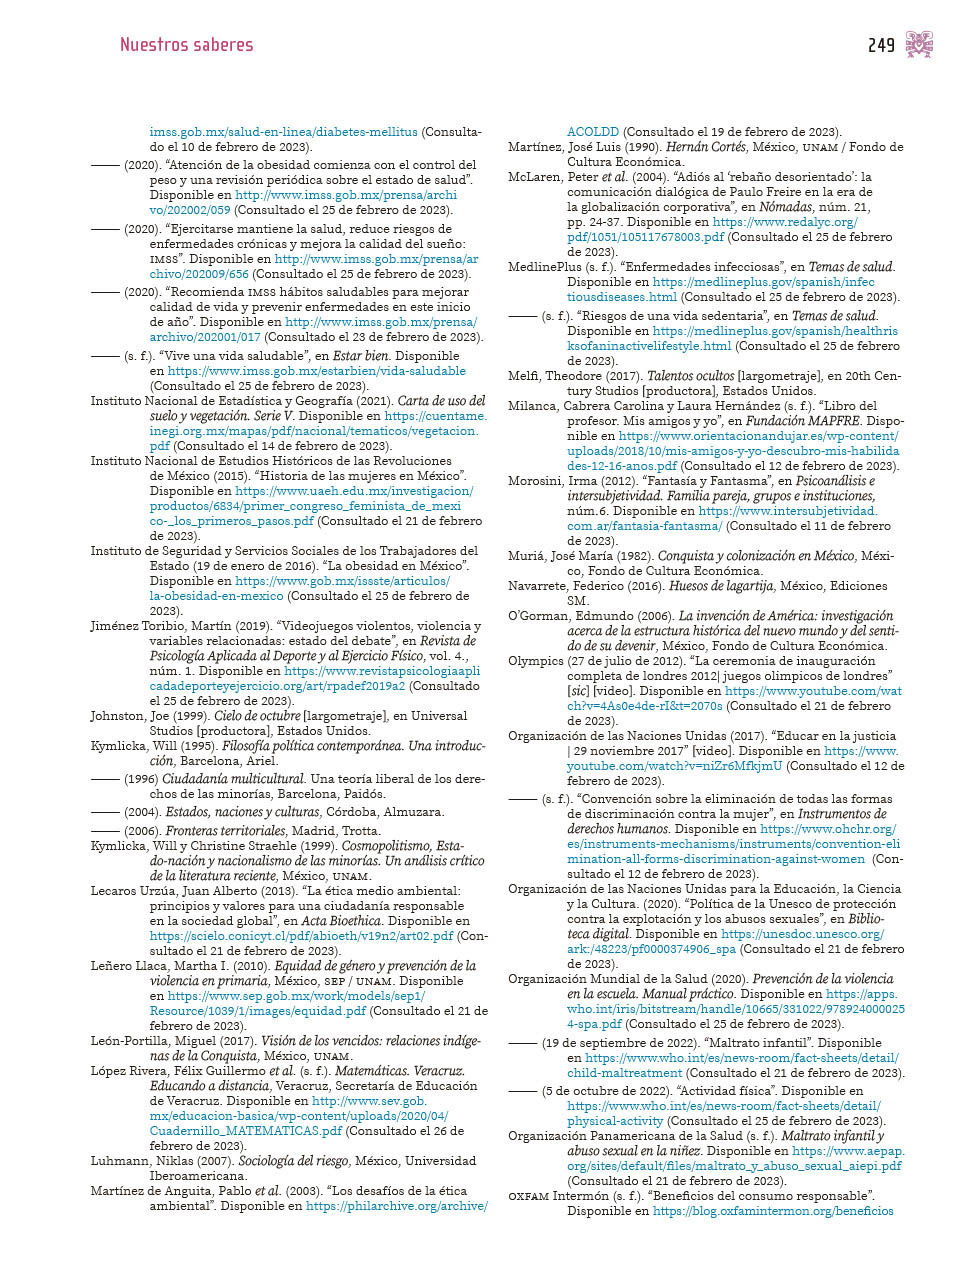 Nuestros saberes
249
imss.gob.mx/salud-en-linea/diabetes-mellitus (Consulta-
do el 10 de febrero de 2023).
—— (2020). “Atención de la obesidad comienza con el control del
peso y una revisión periódica sobre el estado de salud”.
Disponible en http://www.imss.gob.mx/prensa/archi
vo/202002/059 (Consultado el 25 de febrero de 2023).
—— (2020). “Ejercitarse mantiene la salud, reduce riesgos de
enfermedades crónicas y mejora la calidad del sueño:
IMSS”. Disponible en http://www.imss.gob.mx/prensa/ar
chivo/202009/656 (Consultado el 25 de febrero de 2023).
—— (2020). “Recomienda IMSS hábitos saludables para mejorar
calidad de vida y prevenir enfermedades en este inicio
de año”. Disponible en http://www.imss.gob.mx/prensa/
archivo/202001/017 (Consultado el 23 de febrero de 2023).
—— (s. f.). “Vive una vida saludable”, en Estar bien. Disponible
en https://www.imss.gob.mx/estarbien/vida-saludable
(Consultado el 25 de febrero de 2023).
Instituto Nacional de Estadística y Geografía (2021). Carta de uso del
suelo y vegetación. Serie V. Disponible en https://cuentame.
inegi.org.mx/mapas/pdf/nacional/tematicos/vegetacion.
pdf (Consultado el 14 de febrero de 2023).
Instituto Nacional de Estudios Históricos de las Revoluciones
de México (2015). “Historia de las mujeres en México”.
Disponible en https://www.uaeh.edu.mx/investigacion/
productos/6834/primer_congreso_feminista_de_mexi
co-_los_primeros_pasos.pdf (Consultado el 21 de febrero
de 2023).
Instituto de Seguridad y Servicios Sociales de los Trabajadores del
Estado (19 de enero de 2016). “La obesidad en México”.
Disponible en https://www.gob.mx/issste/articulos/
la-obesidad-en-mexico (Consultado el 25 de febrero de
2023).
Jiménez Toribio, Martín (2019). “Videojuegos violentos, violencia y
variables relacionadas: estado del debate”, en Revista de
Psicología Aplicada al Deporte y al Ejercicio Físico, vol. 4.,
núm. 1. Disponible en https://www.revistapsicologiaapli
cadadeporteyejercicio.org/art/rpadef2019a2 (Consultado
el 25 de febrero de 2023).
Johnston, Joe (1999). Cielo de octubre [largometraje], en Universal
Studios [productora], Estados Unidos.
Kymlicka, Will (1995). Filosofía política contemporánea. Una introduc-
ción, Barcelona, Ariel.
—— (1996) Ciudadanía multicultural. Una teoría liberal de los dere-
chos de las minorías, Barcelona, Paidós.
—— (2004). Estados, naciones y culturas, Córdoba, Almuzara.
—— (2006). Fronteras territoriales, Madrid, Trotta.
Kymlicka, Will y Christine Straehle (1999). Cosmopolitismo, Esta-
do-nación y nacionalismo de las minorías. Un análisis crítico
de la literatura reciente, México, UNAM.
Lecaros Urzúa, Juan Alberto (2013). “La ética medio ambiental:
principios y valores para una ciudadanía responsable
en la sociedad global”, en Acta Bioethica. Disponible en
https://scielo.conicyt.cl/pdf/abioeth/v19n2/art02.pdf (Con-
sultado el 21 de febrero de 2023).
Leñero Llaca, Martha I. (2010). Equidad de género y prevención de la
violencia en primaria, México, SEP / UNAM. Disponible
en https://www.sep.gob.mx/work/models/sep1/
Resource/1039/1/images/equidad.pdf (Consultado el 21 de
febrero de 2023).
León-Portilla, Miguel (2017). Visión de los vencidos: relaciones indíge-
nas de la Conquista, México, UNAM.
López Rivera, Félix Guillermo et al. (s. f.). Matemáticas. Veracruz.
Educando a distancia, Veracruz, Secretaría de Educación
de Veracruz. Disponible en http://www.sev.gob.
mx/educacion-basica/wp-content/uploads/2020/04/
Cuadernillo_MATEMATICAS.pdf (Consultado el 26 de
febrero de 2023).
Luhmann, Niklas (2007). Sociología del riesgo, México, Universidad
Iberoamericana.
Martínez de Anguita, Pablo et al. (2003). “Los desafíos de la ética
ambiental”. Disponible en https://philarchive.org/archive/
ACOLDD (Consultado el 19 de febrero de 2023).
Martínez, José Luis (1990). Hernán Cortés, México, UNAM / Fondo de
Cultura Económica.
McLaren, Peter et al. (2004). “Adiós al ‘rebaño desorientado’: la
comunicación dialógica de Paulo Freire en la era de
la globalización corporativa”, en Nómadas, núm. 21,
pp. 24-37. Disponible en https://www.redalyc.org/
pdf/1051/105117678003.pdf (Consultado el 25 de febrero
de 2023).
MedlinePlus (s. f.). “Enfermedades infecciosas”, en Temas de salud.
Disponible en https://medlineplus.gov/spanish/infec
tiousdiseases.html (Consultado el 25 de febrero de 2023).
—— (s. f.). “Riesgos de una vida sedentaria”, en Temas de salud.
Disponible en https://medlineplus.gov/spanish/healthris
ksofaninactivelifestyle.html (Consultado el 25 de febrero
de 2023).
Melfi, Theodore (2017). Talentos ocultos [largometraje], en 20th Cen-
tury Studios [productora], Estados Unidos.
Milanca, Cabrera Carolina y Laura Hernández (s. f.). “Libro del
profesor. Mis amigos y yo”, en Fundación MAPFRE. Dispo-
nible en https://www.orientacionandujar.es/wp-content/
uploads/2018/10/mis-amigos-y-yo-descubro-mis-habilida
des-12-16-anos.pdf (Consultado el 12 de febrero de 2023).
Morosini, Irma (2012). “Fantasía y Fantasma”, en Psicoanálisis e
intersubjetividad. Familia pareja, grupos e instituciones,
núm.6. Disponible en https://www.intersubjetividad.
com.ar/fantasia-fantasma/ (Consultado el 11 de febrero
de 2023).
Muriá, José María (1982). Conquista y colonización en México, Méxi-
co, Fondo de Cultura Económica.
Navarrete, Federico (2016). Huesos de lagartija, México, Ediciones
SM.
O’Gorman, Edmundo (2006). La invención de América: investigación
acerca de la estructura histórica del nuevo mundo y del senti-
do de su devenir, México, Fondo de Cultura Económica.
Olympics (27 de julio de 2012). “La ceremonia de inauguración
completa de londres 2012| juegos olimpicos de londres”
[sic] [video]. Disponible en https://www.youtube.com/wat
ch?v=4As0e4de-rI&t=2070s (Consultado el 21 de febrero
de 2023).
Organización de las Naciones Unidas (2017). “Educar en la justicia
| 29 noviembre 2017” [video]. Disponible en https://www.
youtube.com/watch?v=niZr6MfkjmU (Consultado el 12 de
febrero de 2023).
—— (s. f.). “Convención sobre la eliminación de todas las formas
de discriminación contra la mujer”, en Instrumentos de
derechos humanos. Disponible en https://www.ohchr.org/
es/instruments-mechanisms/instruments/convention-eli
mination-all-forms-discrimination-against-women (Con-
sultado el 12 de febrero de 2023).
Organización de las Naciones Unidas para la Educación, la Ciencia
y la Cultura. (2020). “Política de la Unesco de protección
contra la explotación y los abusos sexuales”, en Biblio-
teca digital. Disponible en https://unesdoc.unesco.org/
ark:/48223/pf0000374906_spa (Consultado el 21 de febrero
de 2023).
Organización Mundial de la Salud (2020). Prevención de la violencia
en la escuela. Manual práctico. Disponible en https://apps.
who.int/iris/bitstream/handle/10665/331022/978924000025
4-spa.pdf (Consultado el 25 de febrero de 2023).
—— (19 de septiembre de 2022). “Maltrato infantil”. Disponible
en https://www.who.int/es/news-room/fact-sheets/detail/
child-maltreatment (Consultado el 21 de febrero de 2023).
—— (5 de octubre de 2022). “Actividad física”. Disponible en
https://www.who.int/es/news-room/fact-sheets/detail/
physical-activity (Consultado el 25 de febrero de 2023).
Organización Panamericana de la Salud (s. f.). Maltrato infantil y
abuso sexual en la niñez. Disponible en https://www.aepap.
org/sites/default/files/maltrato_y_abuso_sexual_aiepi.pdf
(Consultado el 21 de febrero de 2023).
OXFAM Intermón (s. f.). “Beneficios del consumo responsable”.
Disponible en https://blog.oxfamintermon.org/beneficios